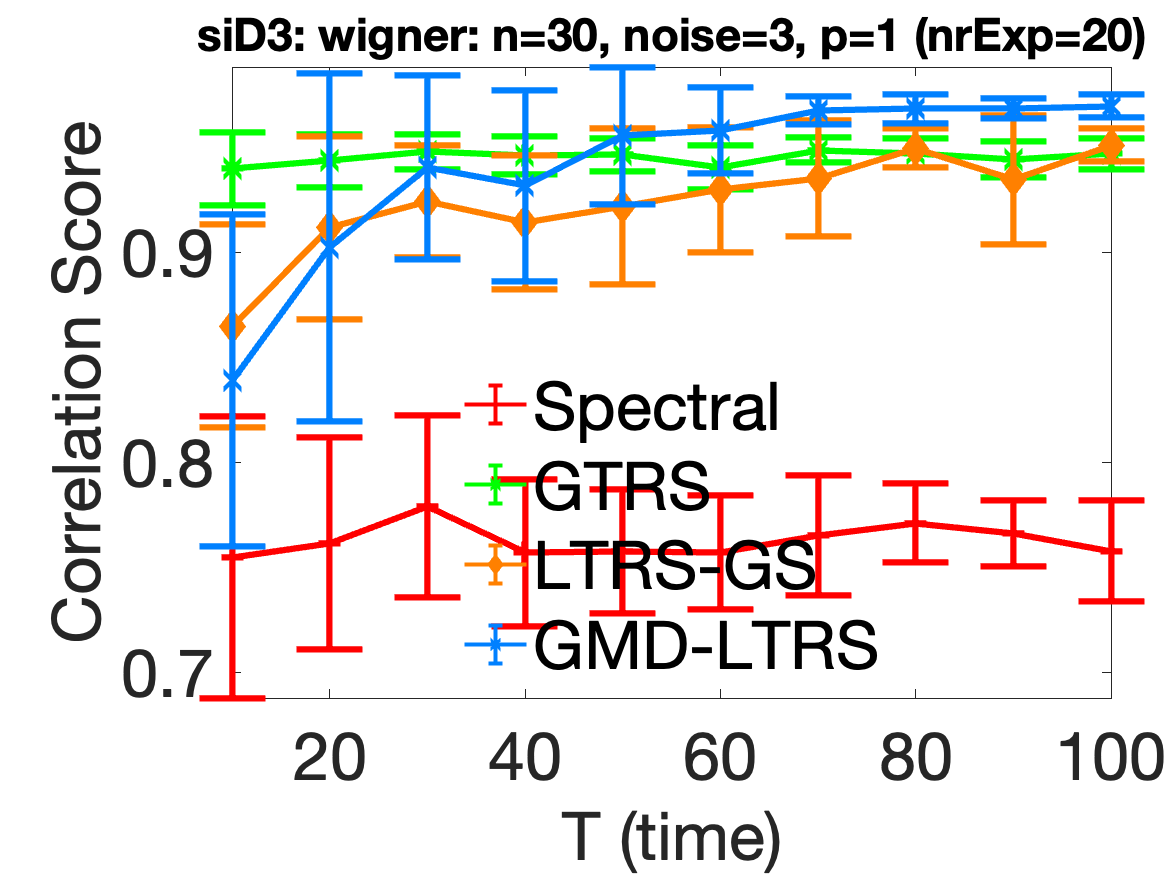 siD3: wigner: n=30, noise=3, p=1 (nrExp=20)
Correlation Score
0.9
0.8
0.7
Spectral
GTRS
LTRS-GS
GMD-LTRS
20 40 60 80 100
T (time)